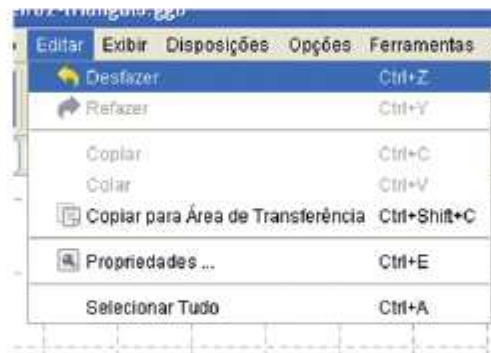 Editar Exibir Disposições Opções Ferramentas
Desfazer Ctrl+Z
Refazer Ctrl+Y
Copiar Ctrl+C
Colar Ctrl+V
Copiar para Área de Transferência Ctrl+Shift+C
Propriedades ... Ctrl+E
Selecionar Tudo Ctrl+A